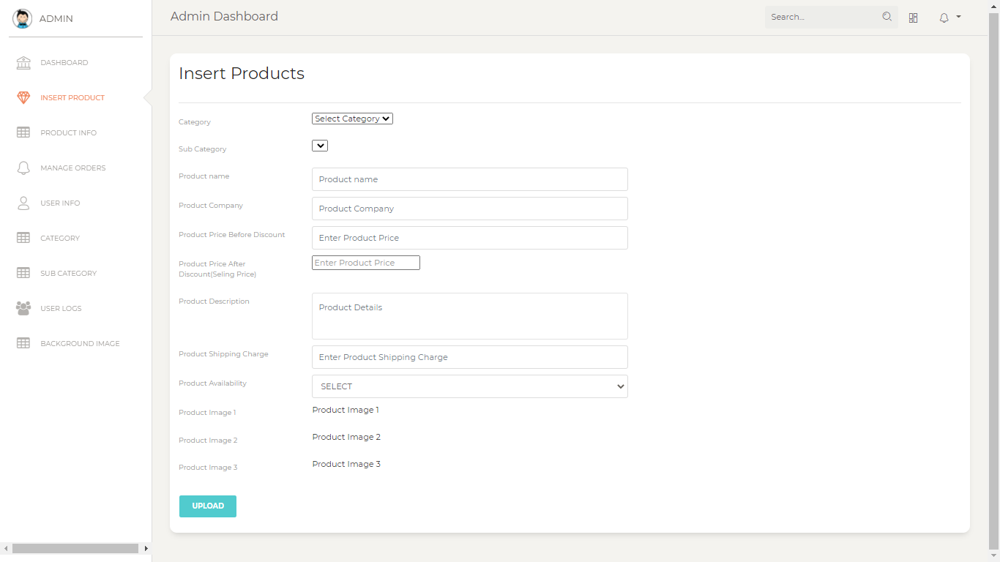 ADMIN
Admin Dashboard
Search...
DASHBOARD
INSERT PRODUCT
PRODUCT INFO
MANAGE ORDERS
USER INFO
CATEGORY
SUB CATEGORY
USER LOGS
BACKGROUND IMAGE
Insert Products
Category
Select Category
Sub Category
Product name
Product name
Product Company
Product Company
Product Price Before Discount
Enter Product Price
Product Price After
Discount(Seling Price)
Enter Product Price
Product Description
Product Details
Product Shipping Charge
Enter Product Shipping Charge
Product Availability
SELECT
Product Image 1
Product Image 1
Product Image 2
Product Image 2
Product Image 3
Product Image 3
UPLOAD